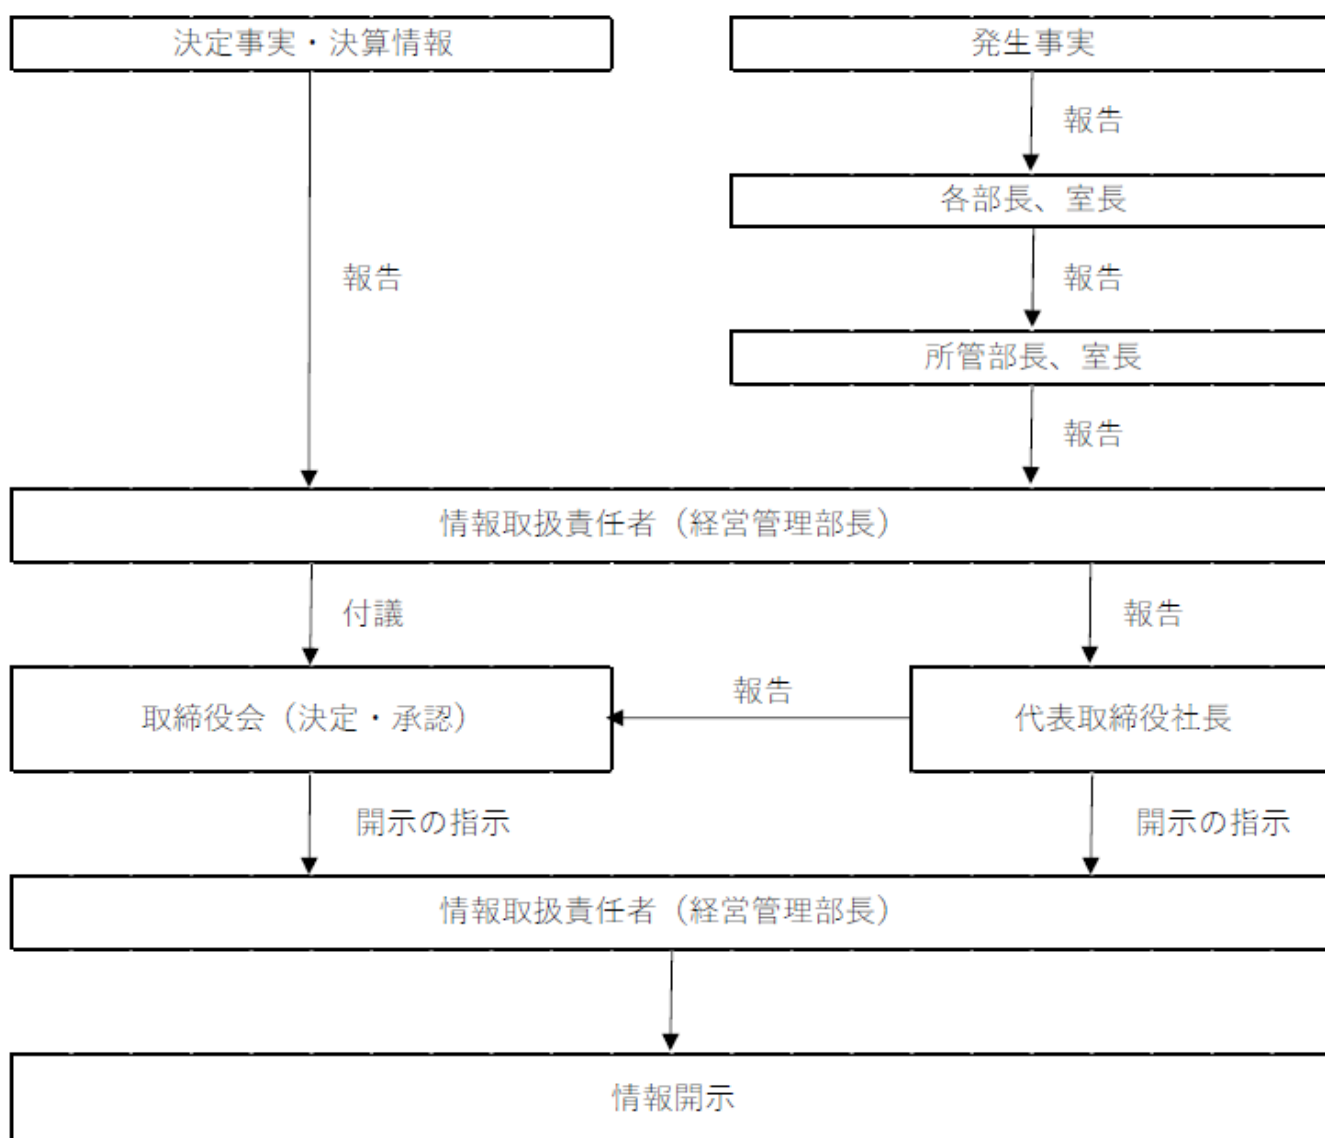 決定事実・決算情報
発生事実
報告
各部長、室長
報告
報告
所管部長、室長
報告
情報取扱責任者（経営管理部長）
付議
報告
取締役会（決定・承認）
報告
代表取締役社長
開示の指示
開示の指示
情報取扱責任者（経営管理部長）
情報開示